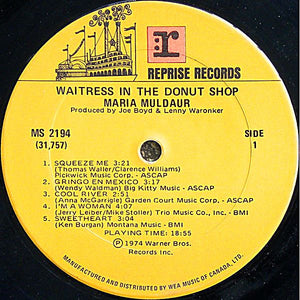 r
REPRISE RECORDS
WAITRESS IN THE DONUT SHOP
MARIA MULDAUR
Produced by Joe Boyd & Lenny Waronker
MS 2194
(31,757)
SIDE
1
1. SQUEEZE ME 3:21
(Thomas Waller/Clarence Williams)
Pickwick Music Corp. - ASCAP
2. GRINGO EN MEXICO 3:17
(Wendy Waldman) Big Kitty Music - ASCAP
3. COOL RIVER 2:51
(Anna McGarrigle) Garden Court Music Corp. - ASCAP
4. I'M A WOMAN 4:07
(Jerry Leiber/Mike Stoller) Trio Music Co., Inc. - BMI
5. SWEETHEART 3:04
(Ken Burgan) Montana Music - BMI
PLAYING TIME: 18:55
Ⓟ 1974 Warner Bros.
Records Inc.
MANUFACTURED AND DISTRIBUTED BY WEA MUSIC OF CANADA, LTD.